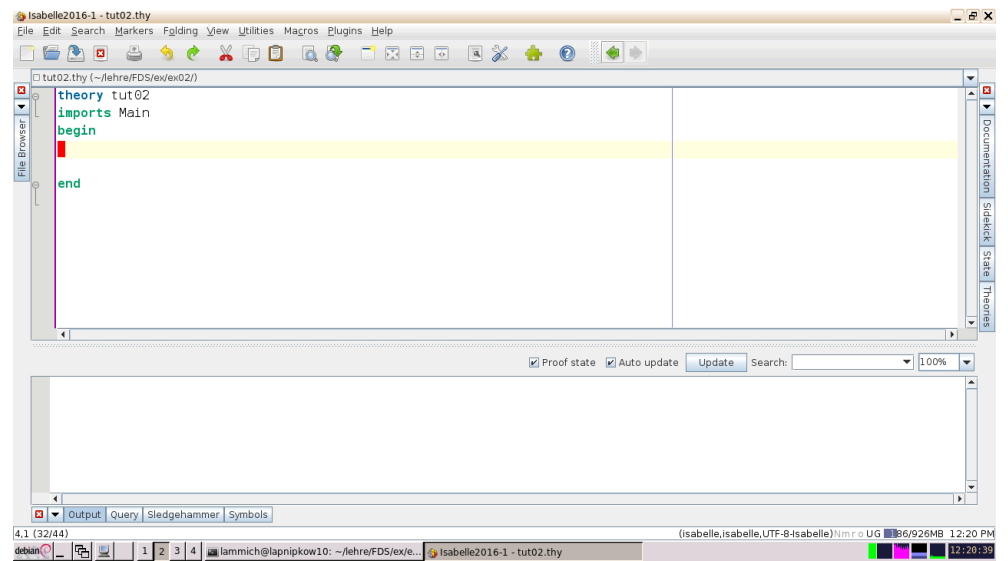 Isabelle2016-1 - tut02.thy
File Edit Search Markers Folding View Utilities Macros Plugins Help
tut02.thy (~/lehre/FDS/ex/ex02/)
theory tut02
imports Main
begin
end
File Browser
Documentation
Sidekick
State
Theories
Proof state Auto update Update Search: 100%
Output Query Sledgehammer Symbols
4,1 (32/44) (isabelle,isabelle,UTF-8-Isabelle)Nmro UG 186/926MB 12:20 PM
debian 1 2 3 4 lammich@lapnipkow10: ~/lehre/FDS/ex/e... Isabelle2016-1 - tut02.thy 12:20:39